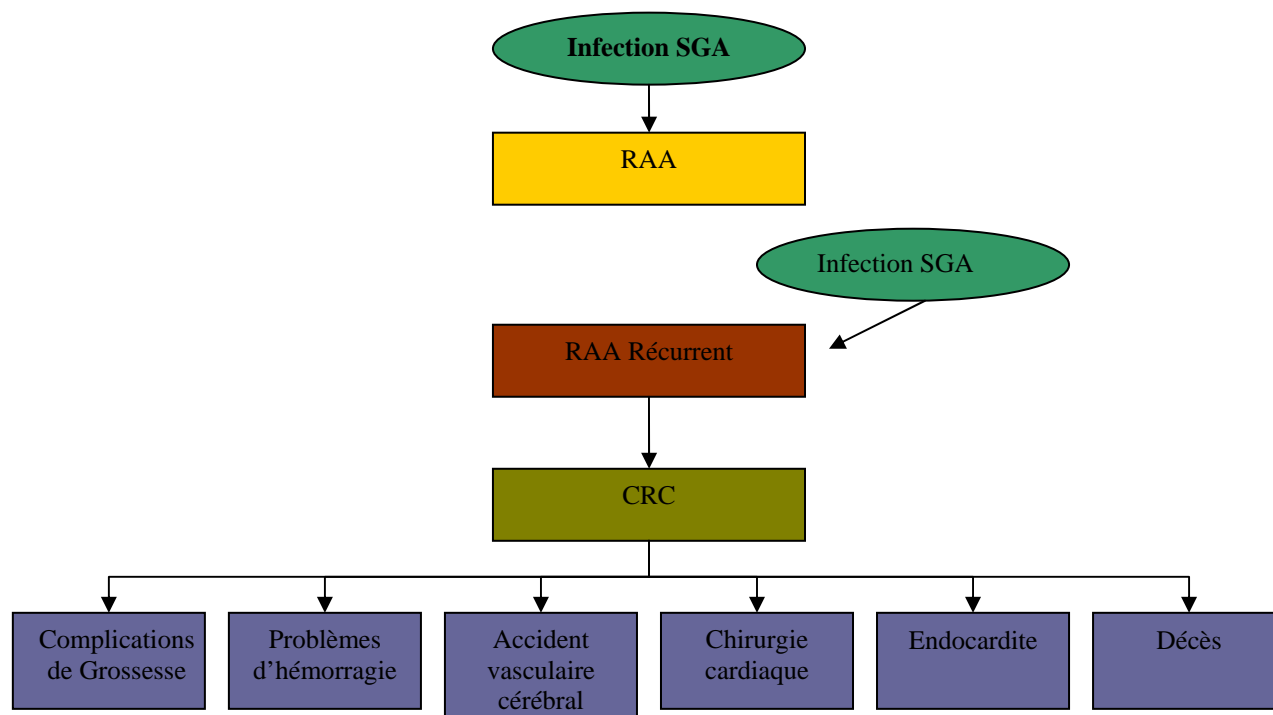 Infection SGA
RAA
Infection SGA
RAA Récurrent
CRC
Complications
de Grossesse
Problèmes
d’hémorragie
Accident
vasculaire
cérébral
Chirurgie
cardiaque
Endocardite
Décès